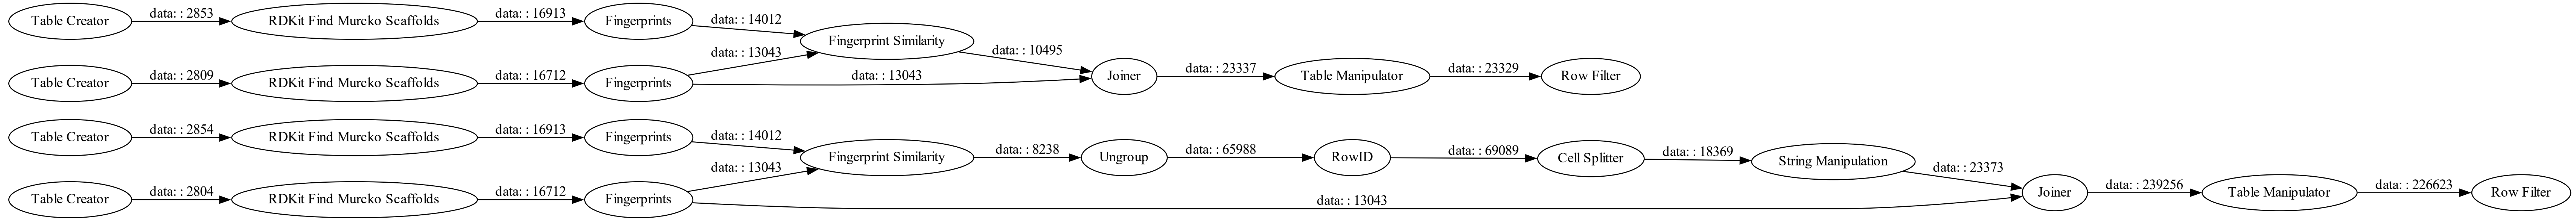 Table Creator
data: : 2853
RDKit Find Murcko Scaffolds
data: : 16913
Fingerprints
data: : 14012
Fingerprint Similarity
data: : 10495
data: : 13043
Table Creator
data: : 2809
RDKit Find Murcko Scaffolds
data: : 16712
Fingerprints
data: : 13043
Joiner
data: : 23337
Table Manipulator
data: : 23329
Row Filter
Table Creator
data: : 2854
RDKit Find Murcko Scaffolds
data: : 16913
Fingerprints
data: : 14012
Fingerprint Similarity
data: : 8238
Ungroup
data: : 65988
RowID
data: : 69089
Cell Splitter
data: : 18369
String Manipulation
data: : 23373
data: : 13043
Table Creator
data: : 2804
RDKit Find Murcko Scaffolds
data: : 16712
Fingerprints
data: : 13043
Joiner
data: : 239256
Table Manipulator
data: : 226623
Row Filter